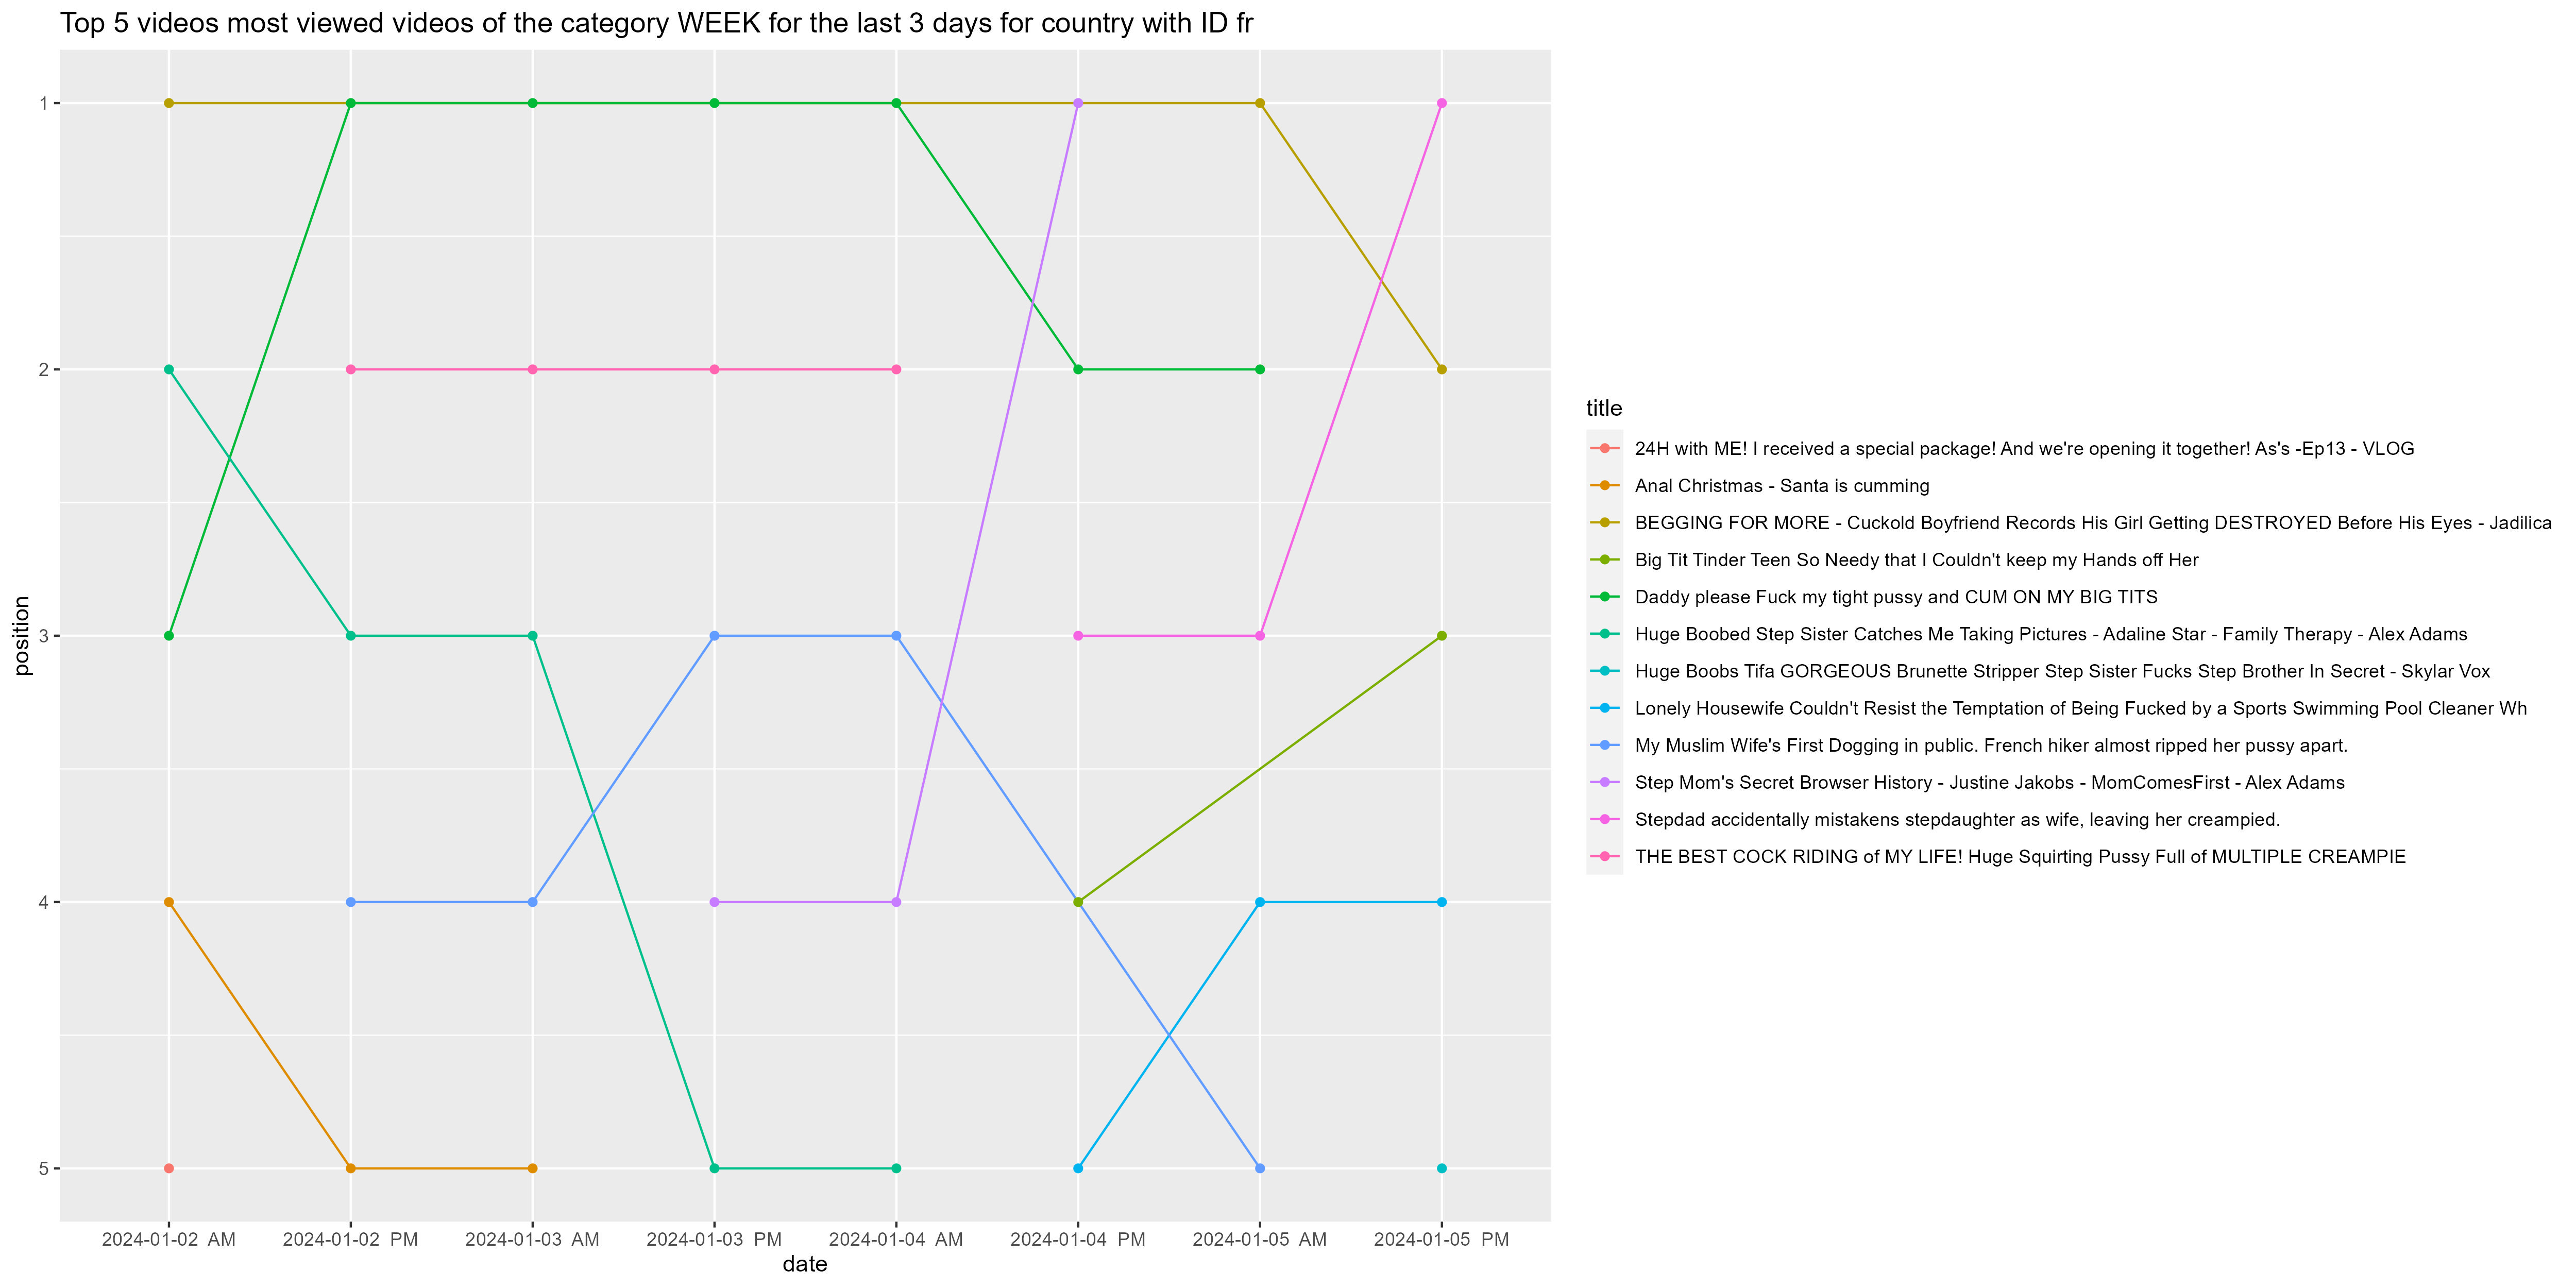 Top 5 videos most viewed videos of the category WEEK for the last 3 days for country with ID fr
1
2
3
4
5
position
2024-01-02 AM
2024-01-02 PM
2024-01-03 AM
2024-01-03 PM
2024-01-04 AM
2024-01-04 PM
2024-01-05 AM
2024-01-05 PM
date
title
24H with ME! I received a special package! And we're opening it together! As's -Ep13 - VLOG
Anal Christmas - Santa is cumming
BEGGING FOR MORE - Cuckold Boyfriend Records His Girl Getting DESTROYED Before His Eyes - Jadilica
Big Tit Tinder Teen So Needy that I Couldn't keep my Hands off Her
Daddy please Fuck my tight pussy and CUM ON MY BIG TITS
Huge Boobed Step Sister Catches Me Taking Pictures - Adaline Star - Family Therapy - Alex Adams
Huge Boobs Tifa GORGEOUS Brunette Stripper Step Sister Fucks Step Brother In Secret - Skylar Vox
Lonely Housewife Couldn't Resist the Temptation of Being Fucked by a Sports Swimming Pool Cleaner Wh
My Muslim Wife's First Dogging in public. French hiker almost ripped her pussy apart.
Step Mom's Secret Browser History - Justine Jakobs - MomComesFirst - Alex Adams
Stepdad accidentally mistakens stepdaughter as wife, leaving her creampied.
THE BEST COCK RIDING of MY LIFE! Huge Squirting Pussy Full of MULTIPLE CREAMPIE